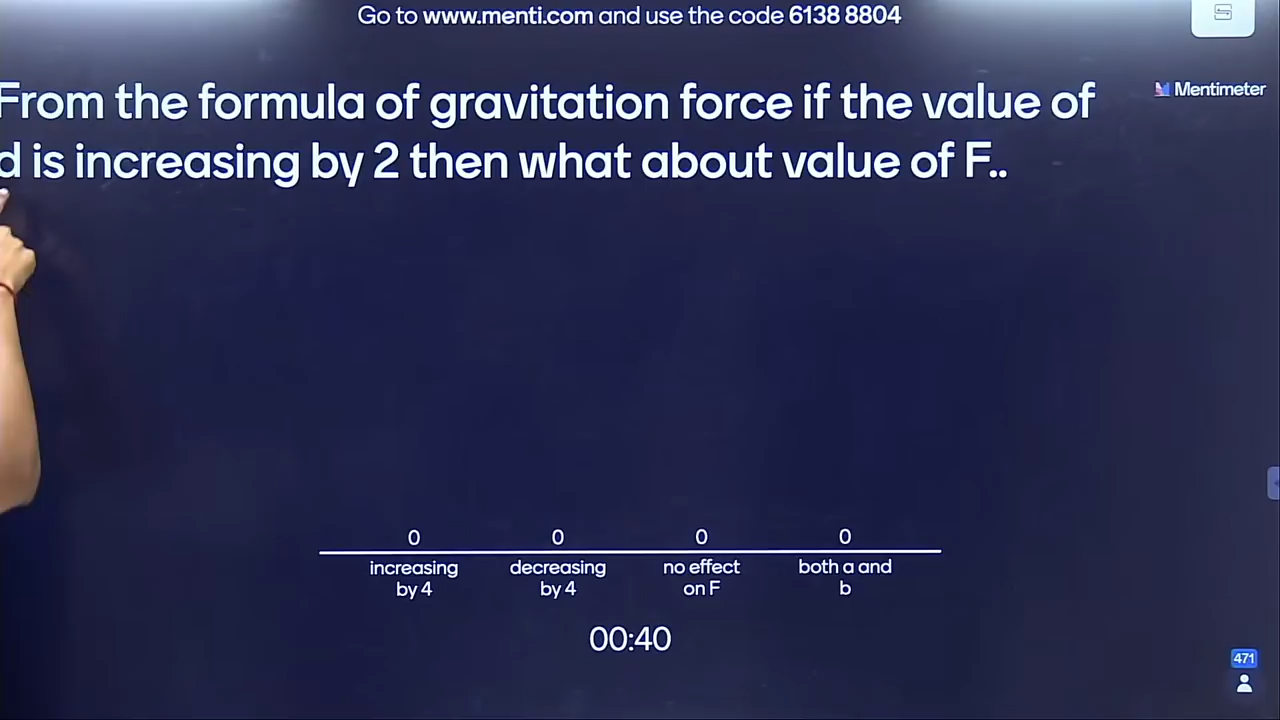 Go to www.menti.com and use the code 6138 8804
From the formula of gravitation force if the value of
Mentimeter
d is increasing by 2 then what about value of F..
0
0
0
0
increasing
by 4
decreasing
by 4
no effect
on F
both a and
b
00:40
471